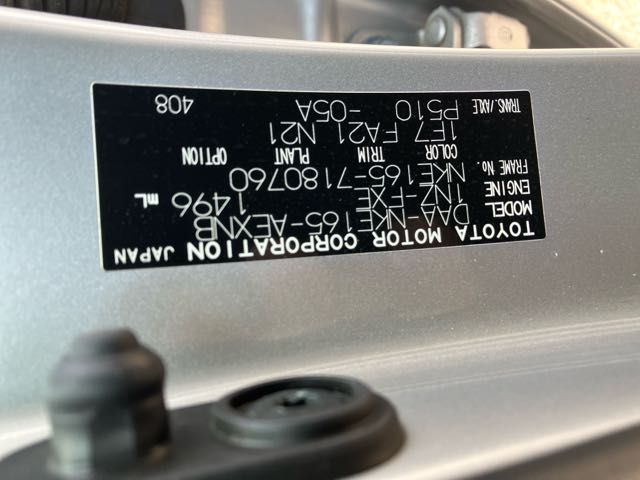 TOYOTA MOTOR CORPORATION JAPAN
MODEL DAA-NKE165-AEXNB
ENGINE 1NZ-FXE 1496 mL
FRAME No. NKE165-7180760
COLOR TRIM PLANT OPTION
1E7 FA21 N21
TRANS./AXLE P510 -05A
408